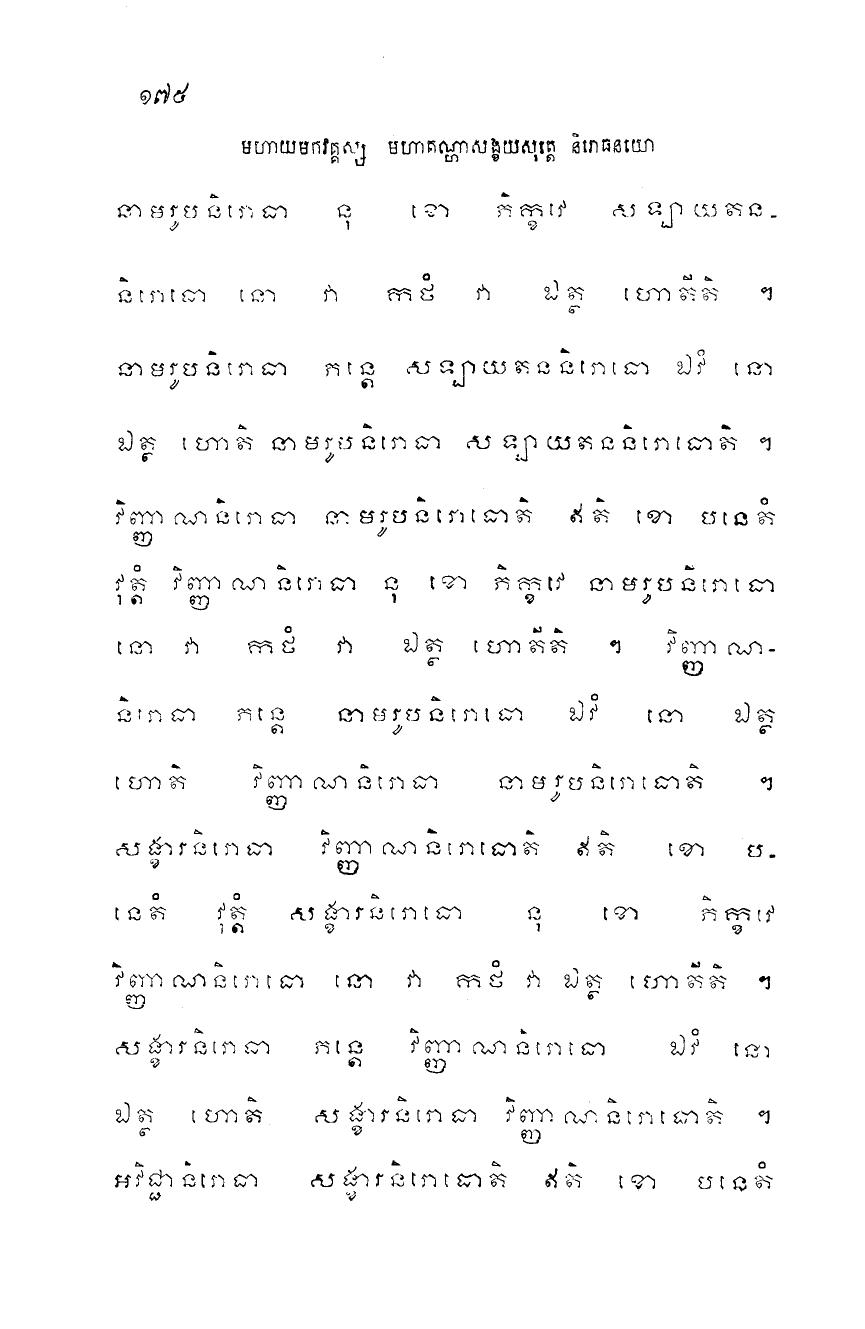 ១៧៥
មហាយមកវគ្គស្ស មហាតណ្ហាសង្ខយសុត្តេ និរោធនយោ
នាមរូបនិរោធា នុ ខោ ភិក្ខវេ សឡាយតន-
និរោធោ នោ វា កថំ វា ឯត្ថ ហោតីតិ ។
នាមរូបនិរោធា ភន្តេ សឡាយតននិរោធោ ឯវំ នោ
ឯត្ថ ហោតិ នាមរូបនិរោធា សឡាយតននិរោធោតិ ។
វិញ្ញាណនិរោធា នាមរូបនិរោធោតិ ឥតិ ខោ បនេតំ
វុត្តំ វិញ្ញាណនិរោធា នុ ខោ ភិក្ខវេ នាមរូបនិរោធោ
នោ វា កថំ វា ឯត្ថ ហោតីតិ ។ វិញ្ញាណ-
និរោធា ភន្តេ នាមរូបនិរោធោ ឯវំ នោ ឯត្ថ
ហោតិ វិញ្ញាណនិរោធា នាមរូបនិរោធោតិ ។
សង្ខារនិរោធា វិញ្ញាណនិរោធោតិ ឥតិ ខោ ប-
នេតំ វុត្តំ សង្ខារនិរោធា នុ ខោ ភិក្ខវេ
វិញ្ញាណនិរោធោ នោ វា កថំ វា ឯត្ថ ហោតីតិ ។
សង្ខារនិរោធា ភន្តេ វិញ្ញាណនិរោធោ ឯវំ នោ
ឯត្ថ ហោតិ សង្ខារនិរោធា វិញ្ញាណនិរោធោតិ ។
អវិជ្ជានិរោធា សង្ខារនិរោធោតិ ឥតិ ខោ បនេតំ